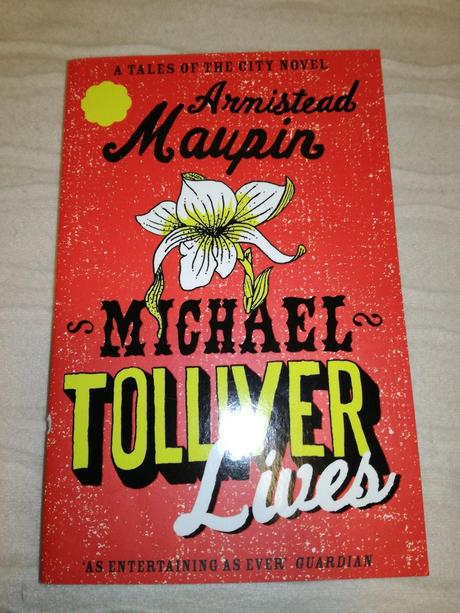 A TALES OF THE CITY NOVEL
Armistead
Maupin
MICHAEL
TOLLIVER
Lives
'AS ENTERTAINING AS EVER' GUARDIAN